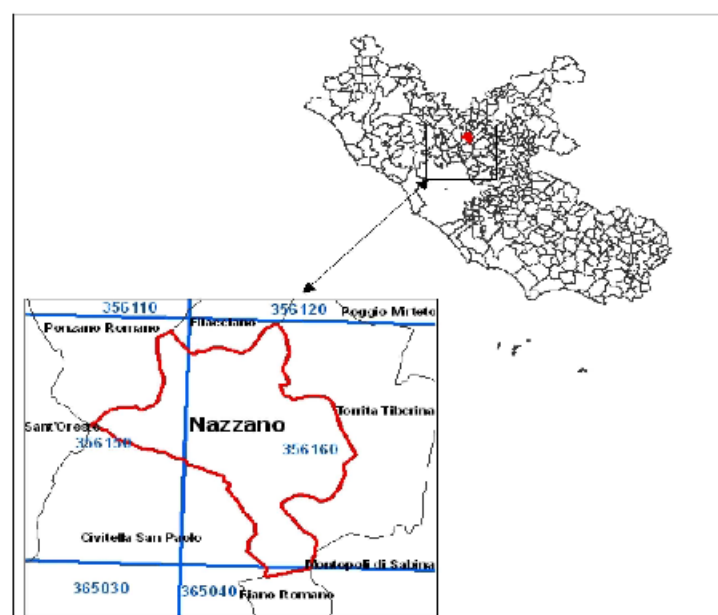 356110
356120
Poggio Mirteto
Ponzano Romano
Filacciano
Torrita Tiberina
Nazzano
Sant'Oreste
356150
356160
Civitella San Paolo
Montopoli di Sabina
365030
365040
Fiano Romano